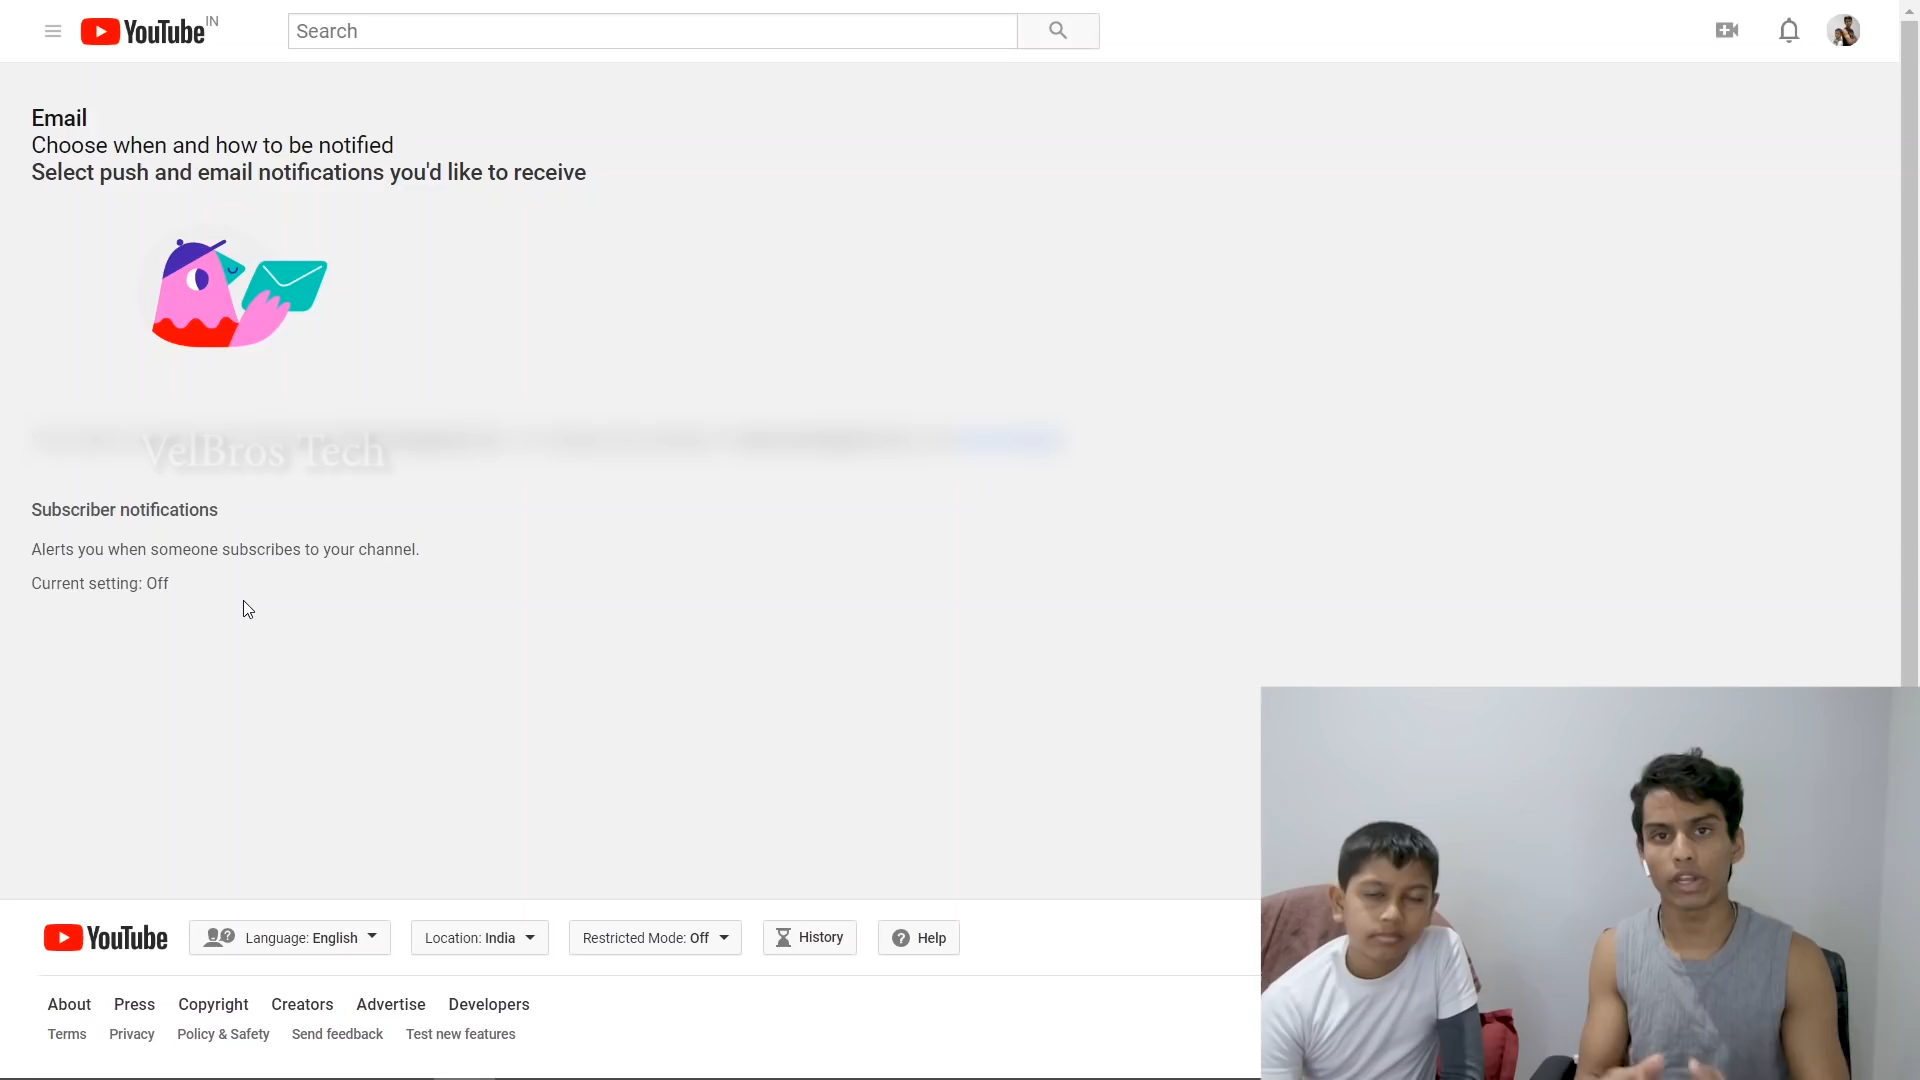 YouTube IN
Search
Email
Choose when and how to be notified
Select push and email notifications you'd like to receive
VelBros Tech
Subscriber notifications
Alerts you when someone subscribes to your channel.
Current setting: Off
YouTube Language: English Location: India Restricted Mode: Off History Help
About Press Copyright Creators Advertise Developers
Terms Privacy Policy & Safety Send feedback Test new features